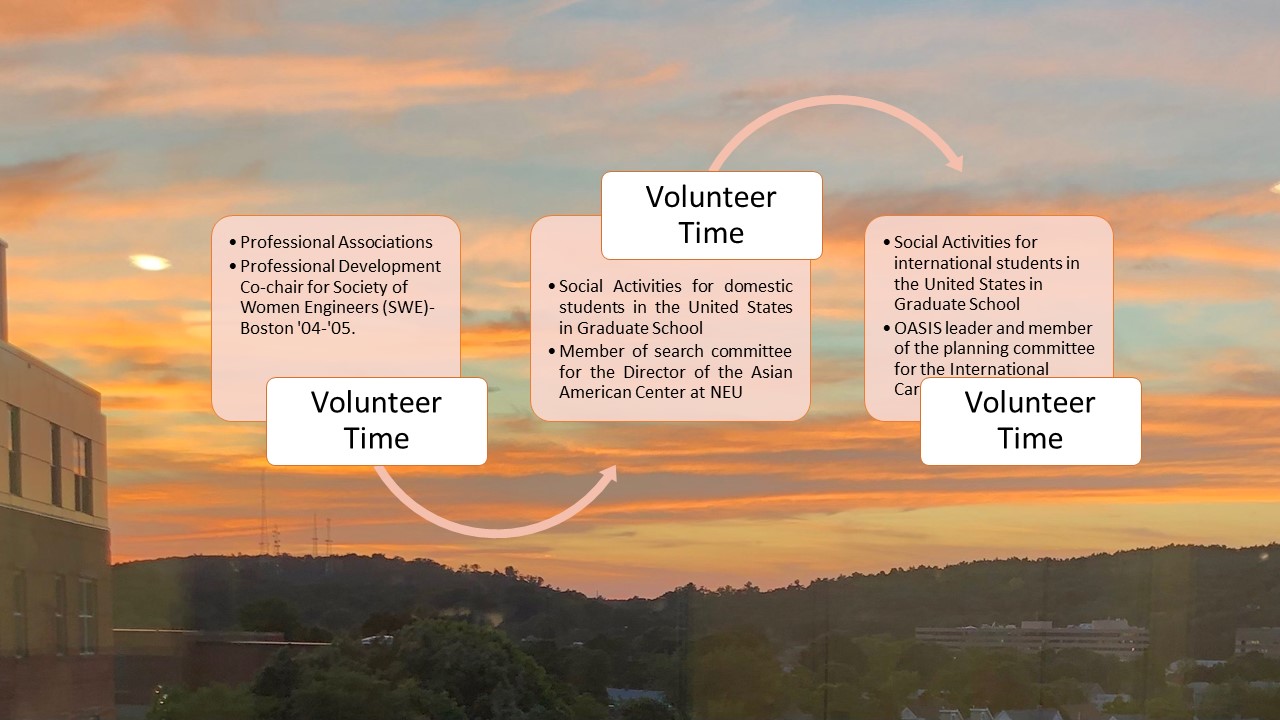 • Professional Associations
• Professional Development
Co-chair for Society of
Women Engineers (SWE)-
Boston '04-'05.
Volunteer
Time
Volunteer
Time
• Social Activities for domestic
students in the United States
in Graduate School
• Member of search committee
for the Director of the Asian
American Center at NEU
• Social Activities for
international students in
the United States in
Graduate School
• OASIS leader and member
of the planning committee
for the International
Volunteer
Time